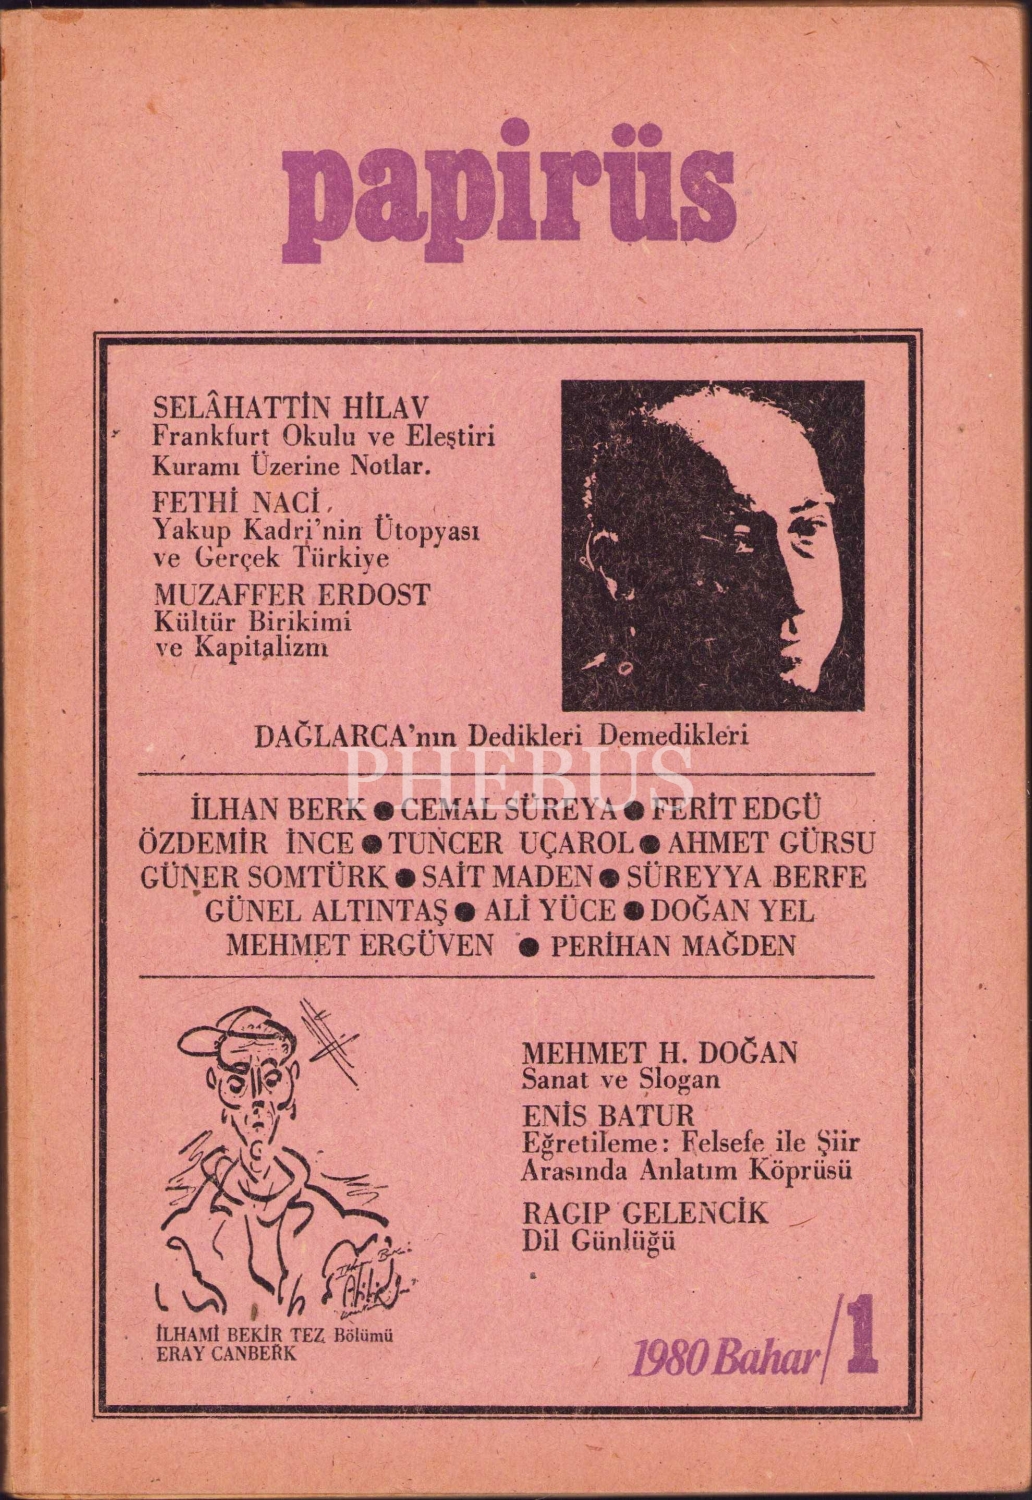 papirüs
SELÂHATTİN HİLAV
Frankfurt Okulu ve Eleştiri
Kuramı Üzerine Notlar.
FETHİ NACİ
Yakup Kadri'nin Ütopyası
ve Gerçek Türkiye
MUZAFFER ERDOST
Kültür Birikimi
ve Kapitalizm
DAĞLARCA'nın Dedikleri Demedikleri
PHEBUS
İLHAN BERK ● CEMAL SÜREYA ● FERİT EDGÜ
ÖZDEMİR İNCE ● TUNCER UÇAROL ● AHMET GÜRSU
GÜNER SOMTÜRK ● SAİT MADEN ● SÜREYYA BERFE
GÜNEL ALTINTAŞ ● ALİ YÜCE ● DOĞAN YEL
MEHMET ERGÜVEN ● PERİHAN MAĞDEN
İLHAMİ BEKİR TEZ Bölümü
ERAY CANBERK
MEHMET H. DOĞAN
Sanat ve Slogan
ENİS BATUR
Eğretileme: Felsefe ile Şiir
Arasında Anlatım Köprüsü
RAGIP GELENCİK
Dil Günlüğü
1980 Bahar/1